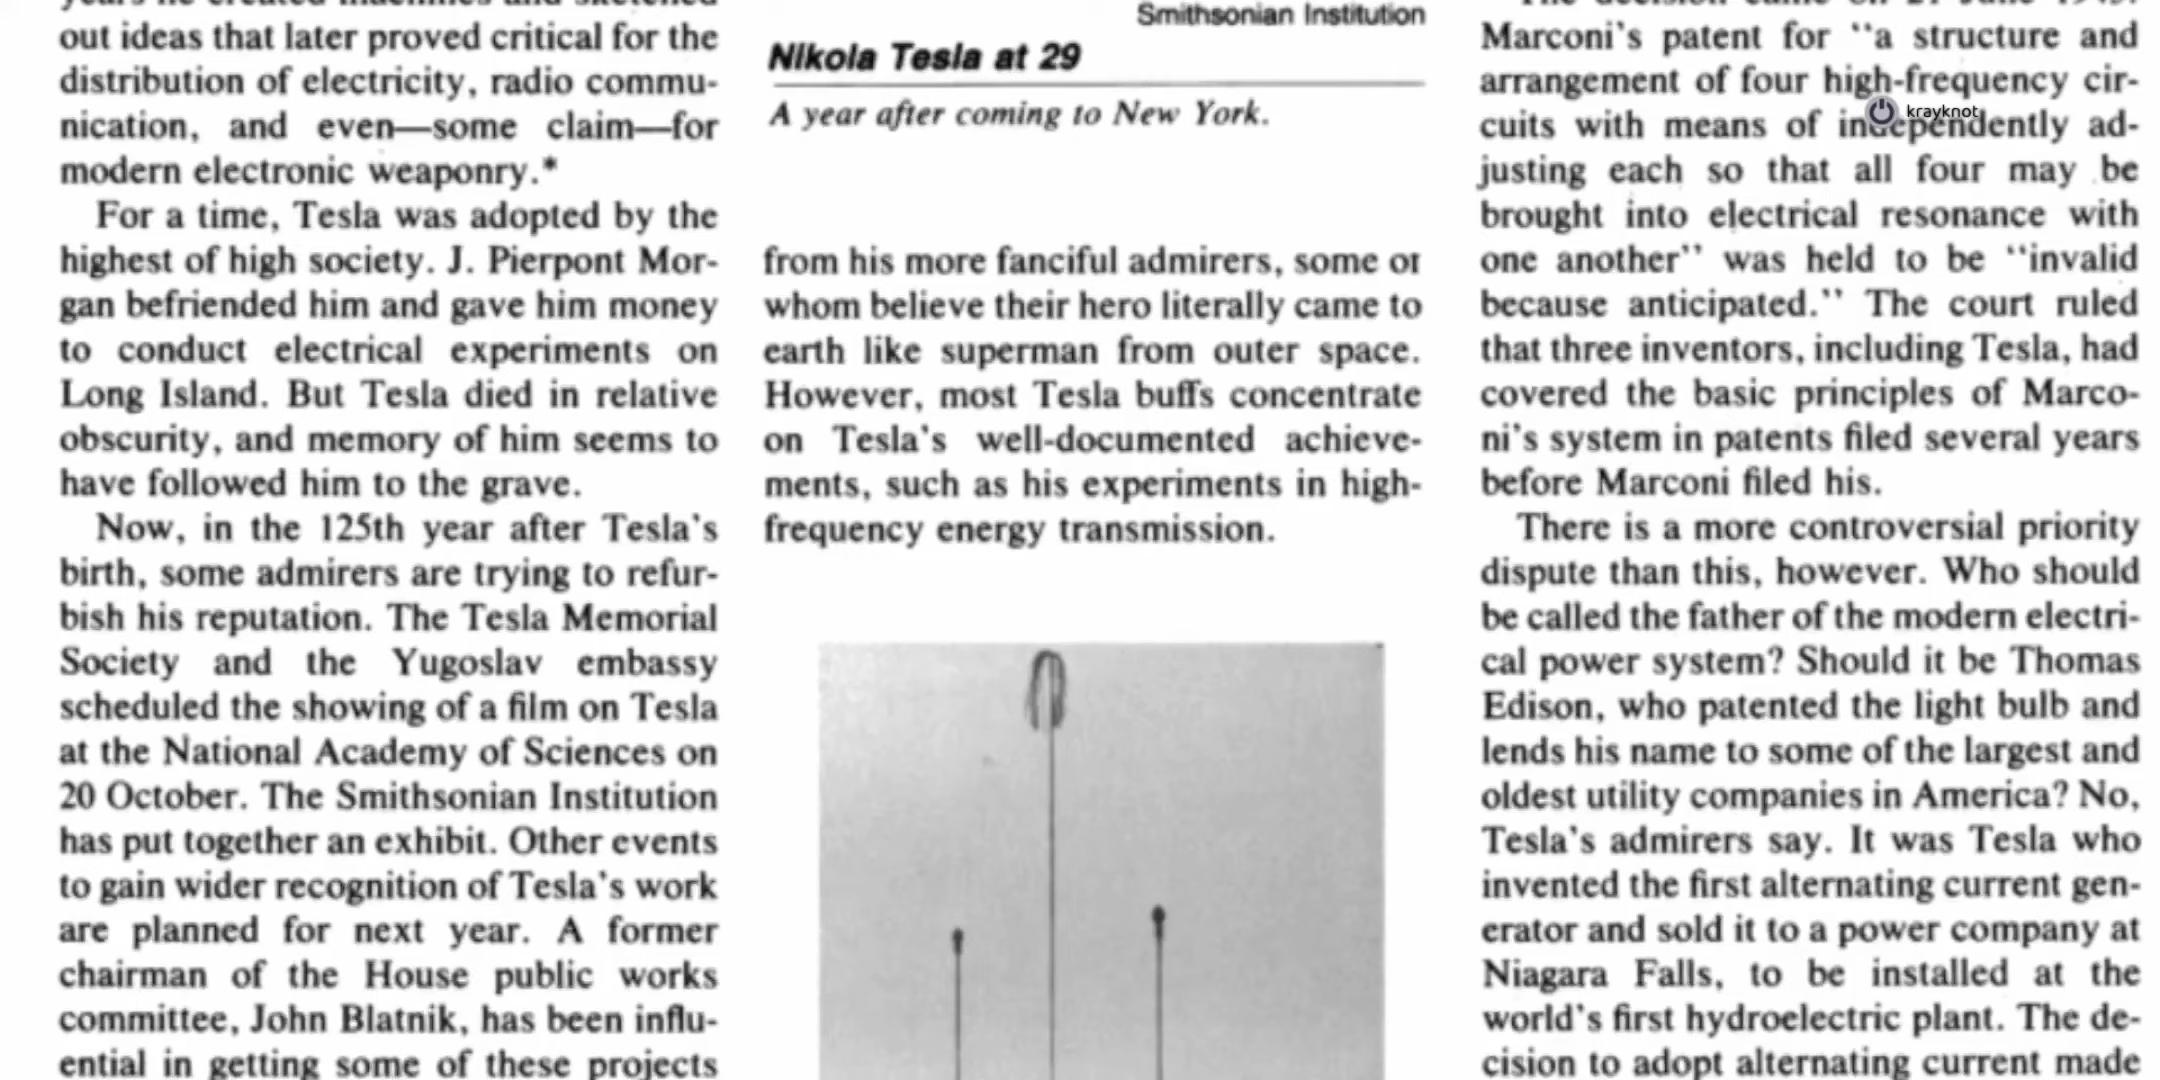 out ideas that later proved critical for the
distribution of electricity, radio commu-
nication, and even—some claim—for
modern electronic weaponry.*
For a time, Tesla was adopted by the
highest of high society. J. Pierpont Mor-
gan befriended him and gave him money
to conduct electrical experiments on
Long Island. But Tesla died in relative
obscurity, and memory of him seems to
have followed him to the grave.
Now, in the 125th year after Tesla's
birth, some admirers are trying to refur-
bish his reputation. The Tesla Memorial
Society and the Yugoslav embassy
scheduled the showing of a film on Tesla
at the National Academy of Sciences on
20 October. The Smithsonian Institution
has put together an exhibit. Other events
to gain wider recognition of Tesla's work
are planned for next year. A former
chairman of the House public works
committee, John Blatnik, has been influ-
ential in getting some of these projects
Smithsonian Institution
Nikola Tesla at 29
A year after coming to New York.
from his more fanciful admirers, some of
whom believe their hero literally came to
earth like superman from outer space.
However, most Tesla buffs concentrate
on Tesla's well-documented achieve-
ments, such as his experiments in high-
frequency energy transmission.
Marconi's patent for "a structure and
arrangement of four high-frequency cir-
cuits with means of independently ad-
justing each so that all four may be
brought into electrical resonance with
one another" was held to be "invalid
because anticipated." The court ruled
that three inventors, including Tesla, had
covered the basic principles of Marco-
ni's system in patents filed several years
before Marconi filed his.
There is a more controversial priority
dispute than this, however. Who should
be called the father of the modern electri-
cal power system? Should it be Thomas
Edison, who patented the light bulb and
lends his name to some of the largest and
oldest utility companies in America? No,
Tesla's admirers say. It was Tesla who
invented the first alternating current gen-
erator and sold it to a power company at
Niagara Falls, to be installed at the
world's first hydroelectric plant. The de-
cision to adopt alternating current made
krayknot